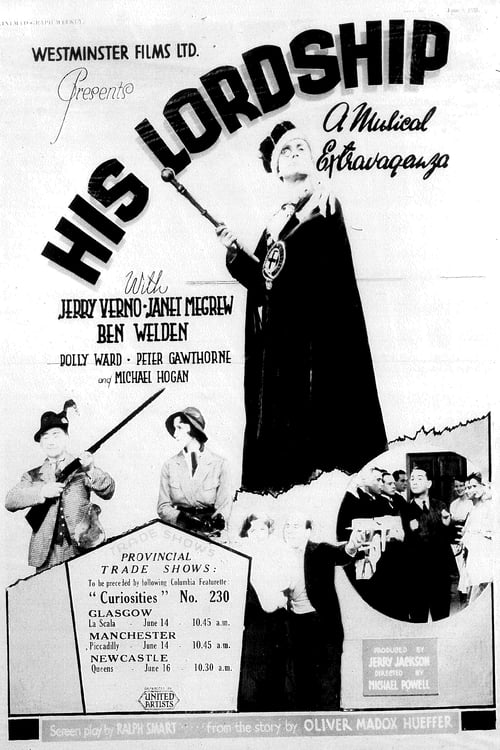 WESTMINSTER FILMS LTD.
Presents
HIS LORDSHIP
A Musical
Extravaganza
With
JERRY VERNO · JANET MEGREW
BEN WELDEN
POLLY WARD · PETER GAWTHORNE
and MICHAEL HOGAN
TRADE SHOWS
PROVINCIAL
TRADE SHOWS:
To be preceded by following Columbia Featurette
"Curiosities" No. 230
GLASGOW
La Scala - June 14 - 10.45 a.m.
MANCHESTER
Piccadilly - June 14 - 10.45 a.m.
NEWCASTLE
Queens - June 16 - 10.30 a.m.
UNITED
ARTISTS
PRODUCED BY
JERRY JACKSON
DIRECTED BY
MICHAEL POWELL
Screen play by RALPH SMART ... from the story by OLIVER MADOX HUEFFER